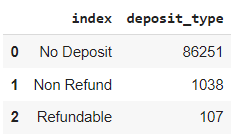 index deposit_type
0 No Deposit 86251
1 Non Refund 1038
2 Refundable 107